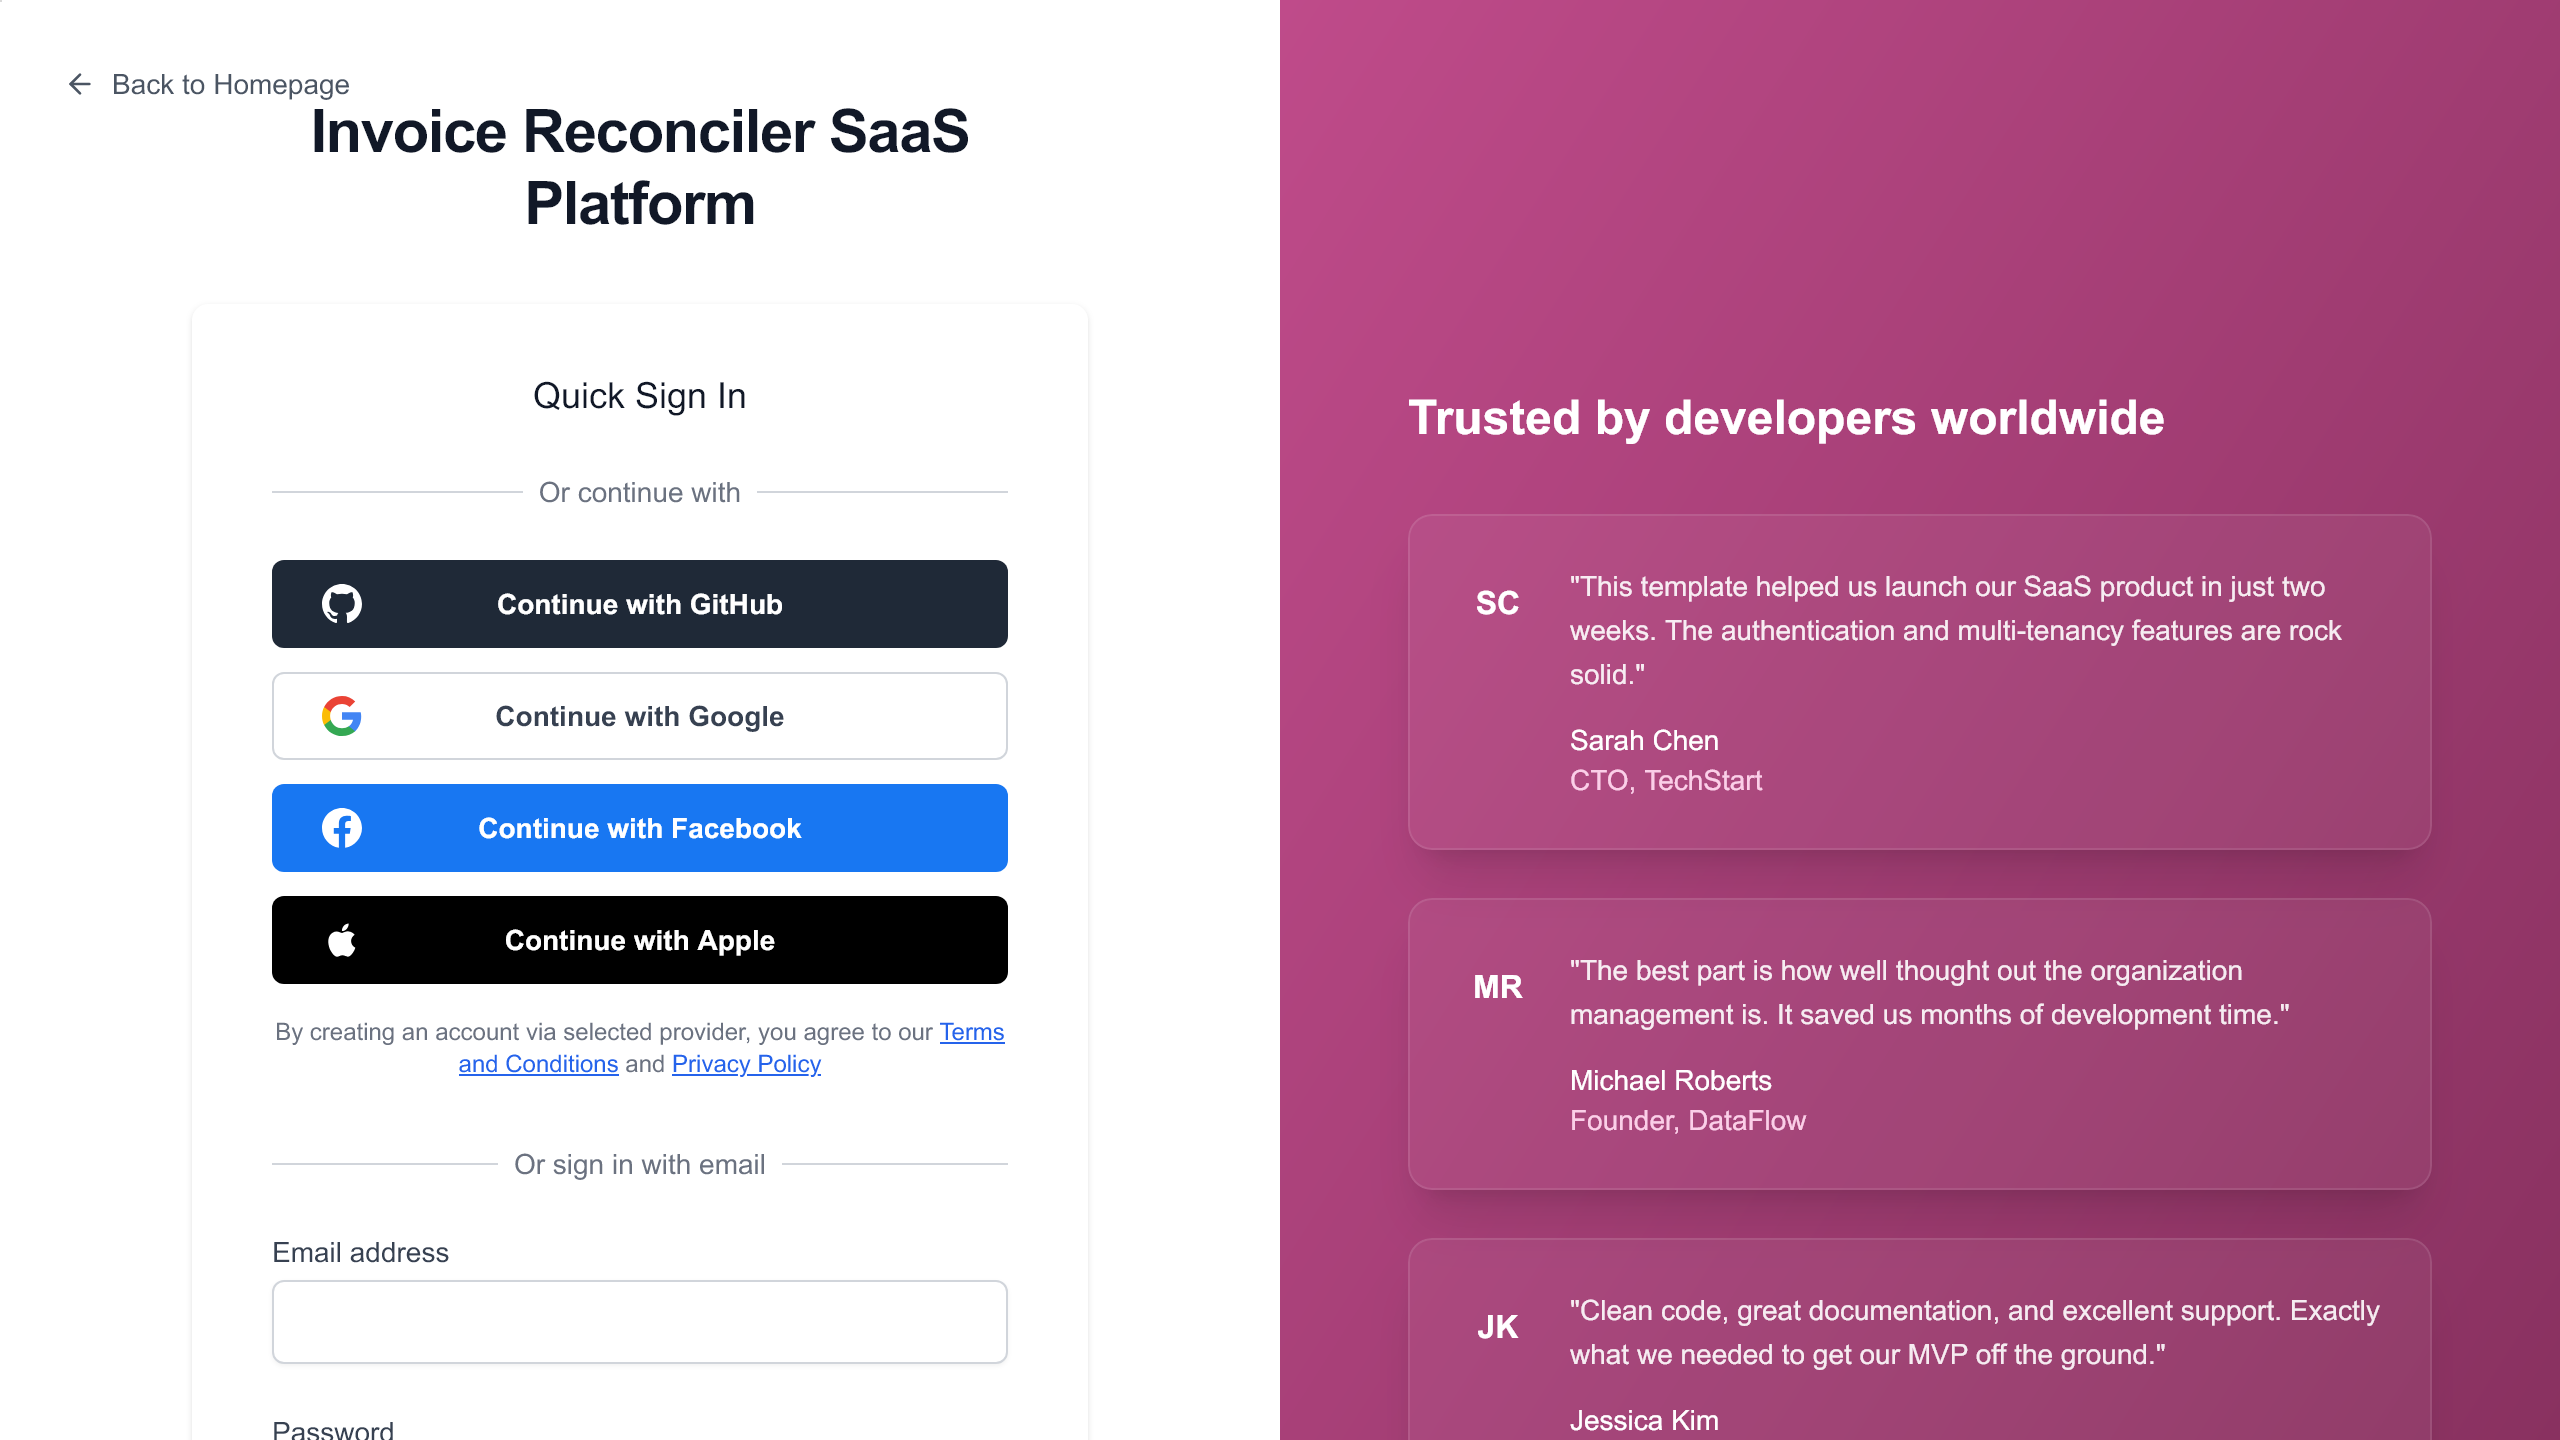 Back to Homepage
Invoice Reconciler SaaS
Platform
Quick Sign In
Or continue with
Continue with GitHub
Continue with Google
Continue with Facebook
Continue with Apple
By creating an account via selected provider, you agree to our Terms
and Conditions and Privacy Policy
Or sign in with email
Email address
Password
Trusted by developers worldwide
SC
"This template helped us launch our SaaS product in just two
weeks. The authentication and multi-tenancy features are rock
solid."
Sarah Chen
CTO, TechStart
MR
"The best part is how well thought out the organization
management is. It saved us months of development time."
Michael Roberts
Founder, DataFlow
JK
"Clean code, great documentation, and excellent support. Exactly
what we needed to get our MVP off the ground."
Jessica Kim